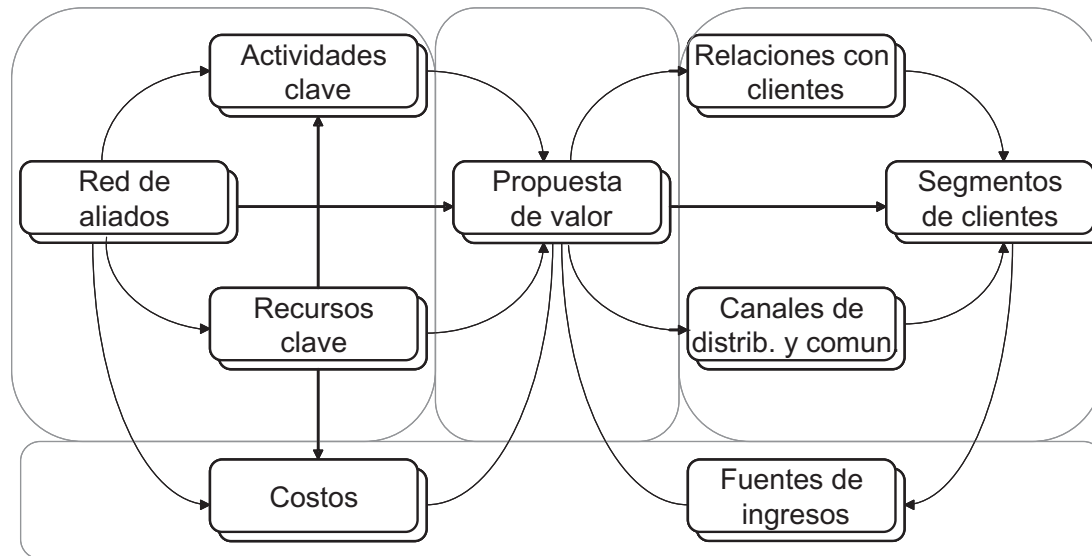 Actividades
clave
Relaciones con
clientes
Red de
aliados
Propuesta
de valor
Segmentos
de clientes
Recursos
clave
Canales de
distrib. y comun.
Costos
Fuentes de
ingresos